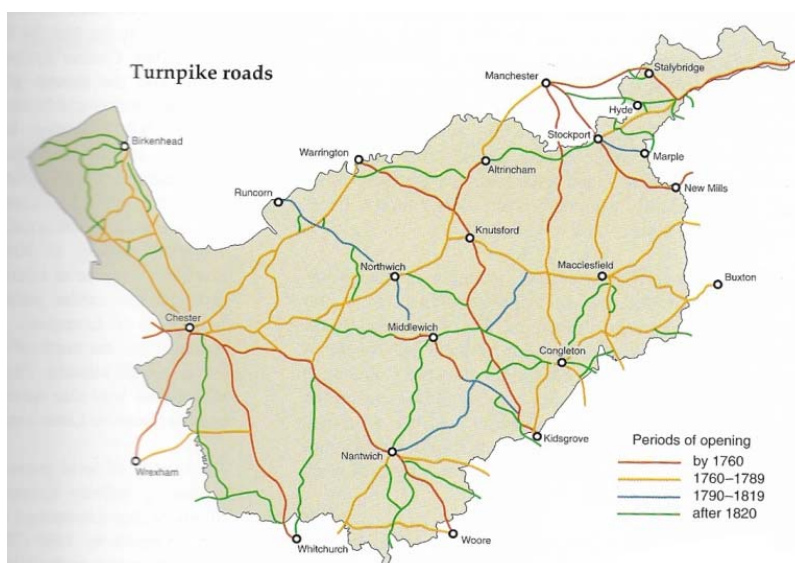 Turnpike roads
Manchester
Stalybridge
Hyde
Stockport
Birkenhead
Warrington
Altrincham
Marple
Runcorn
New Mills
Knutsford
Northwich
Macclesfield
Buxton
Chester
Middlewich
Congleton
Kidsgrove
Nantwich
Wrexham
Whitchurch
Woore
Periods of opening
by 1760
1760–1789
1790–1819
after 1820